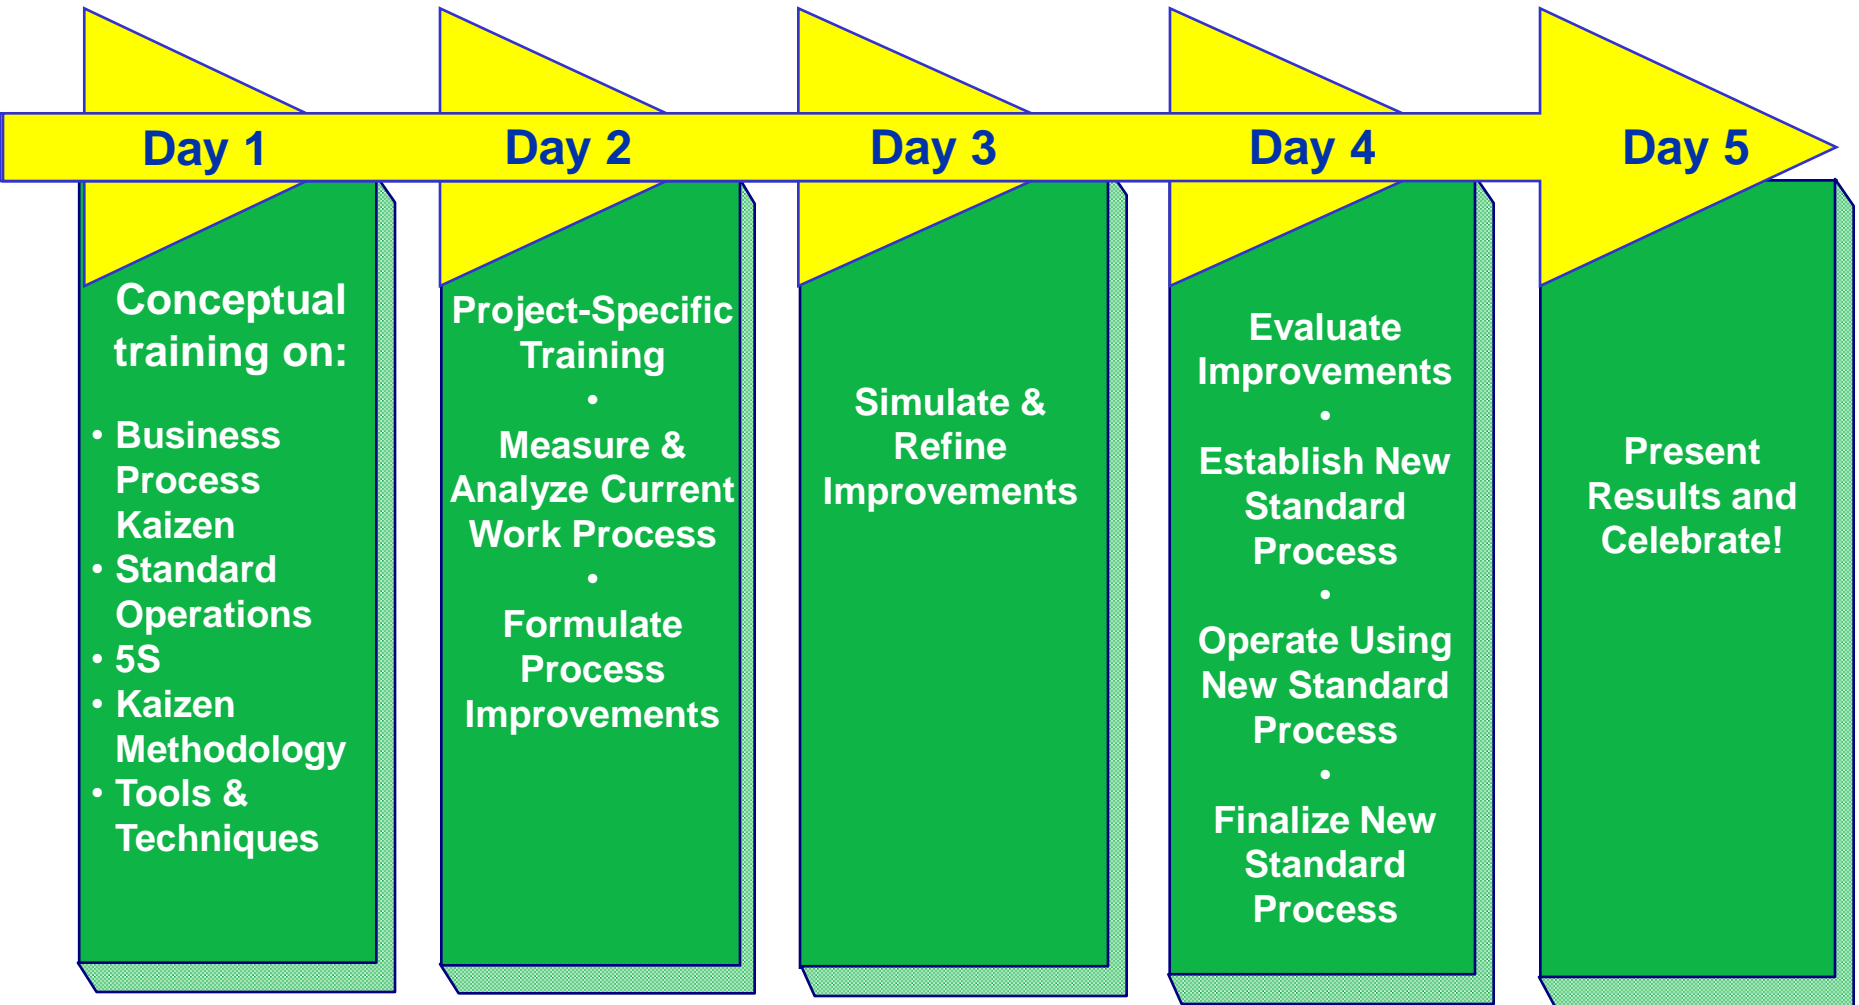 Day 1
Day 2
Day 3
Day 4
Day 5
Conceptual
training on:
• Business
Process
Kaizen
• Standard
Operations
• 5S
• Kaizen
Methodology
• Tools &
Techniques
Project-Specific
Training
•
Measure &
Analyze Current
Work Process
•
Formulate
Process
Improvements
Simulate &
Refine
Improvements
Evaluate
Improvements
•
Establish New
Standard
Process
•
Operate Using
New Standard
Process
•
Finalize New
Standard
Process
Present
Results and
Celebrate!